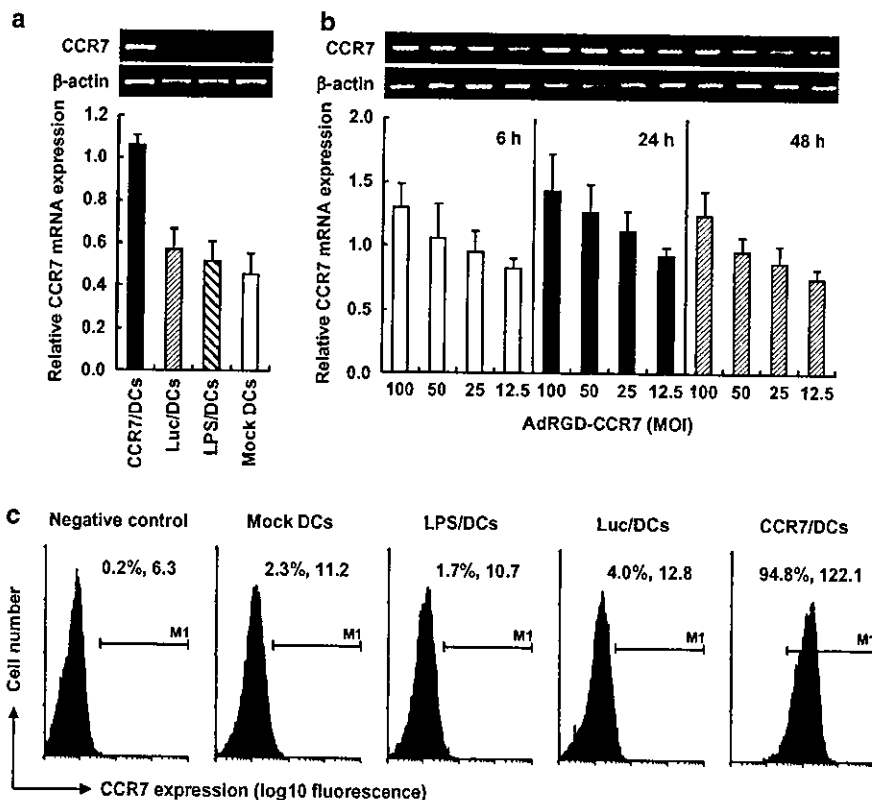 a
CCR7
β-actin
Relative CCR7 mRNA expression
1.2
1.0
0.8
0.6
0.4
0.2
0.0
CCR7/DCs
Luc/DCs
LPS/DCs
Mock DCs
b
CCR7
β-actin
Relative CCR7 mRNA expression
2.0
1.5
1.0
0.5
0.0
6 h
24 h
48 h
100 50 25 12.5 100 50 25 12.5 100 50 25 12.5
AdRGD-CCR7 (MOI)
c
Negative control
0.2%, 6.3
M1
Mock DCs
2.3%, 11.2
M1
LPS/DCs
1.7%, 10.7
M1
Luc/DCs
4.0%, 12.8
M1
CCR7/DCs
94.8%, 122.1
M1
Cell number
CCR7 expression (log10 fluorescence)